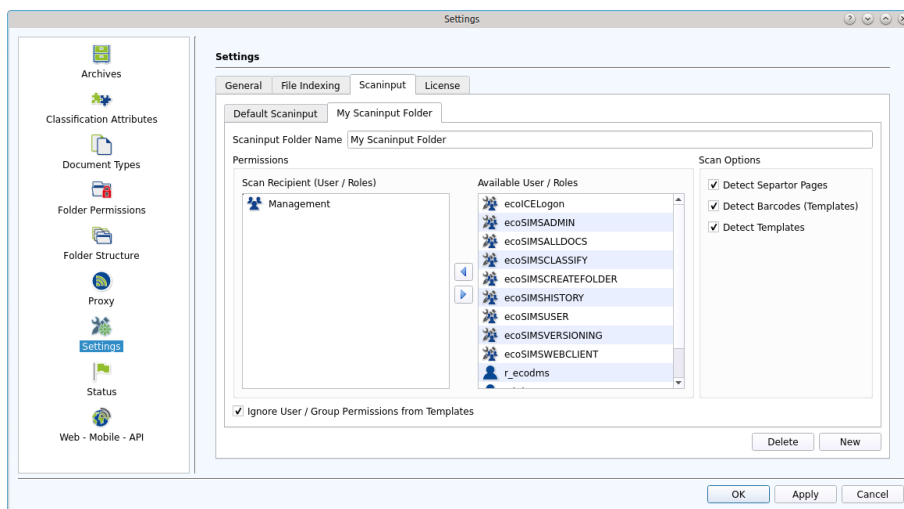 Settings
Archives
Classification Attributes
Document Types
Folder Permissions
Folder Structure
Proxy
Settings
Status
Web - Mobile - API
Settings
General File Indexing Scaninput License
Default Scaninput My Scaninput Folder
Scaninput Folder Name My Scaninput Folder
Permissions
Scan Recipient (User / Roles)
Management
Available User / Roles
ecoICELogon
ecoSIMSADMIN
ecoSIMSALLDOCS
ecoSIMSCLASSIFY
ecoSIMSCREATEFOLDER
ecoSIMSHISTORY
ecoSIMSUSER
ecoSIMSVERSIONING
ecoSIMSWEBCLIENT
r_ecodms
Scan Options
Detect Separtor Pages
Detect Barcodes (Templates)
Detect Templates
Ignore User / Group Permissions from Templates
Delete New
OK Apply Cancel